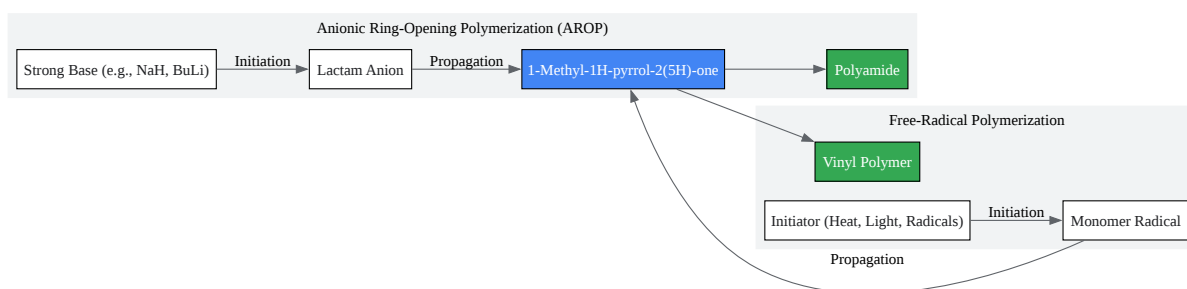 Anionic Ring-Opening Polymerization (AROP)
Strong Base (e.g., NaH, BuLi)
Initiation
Lactam Anion
Propagation
1-Methyl-1H-pyrrol-2(5H)-one
Polyamide
Free-Radical Polymerization
Vinyl Polymer
Initiator (Heat, Light, Radicals)
Initiation
Monomer Radical
Propagation